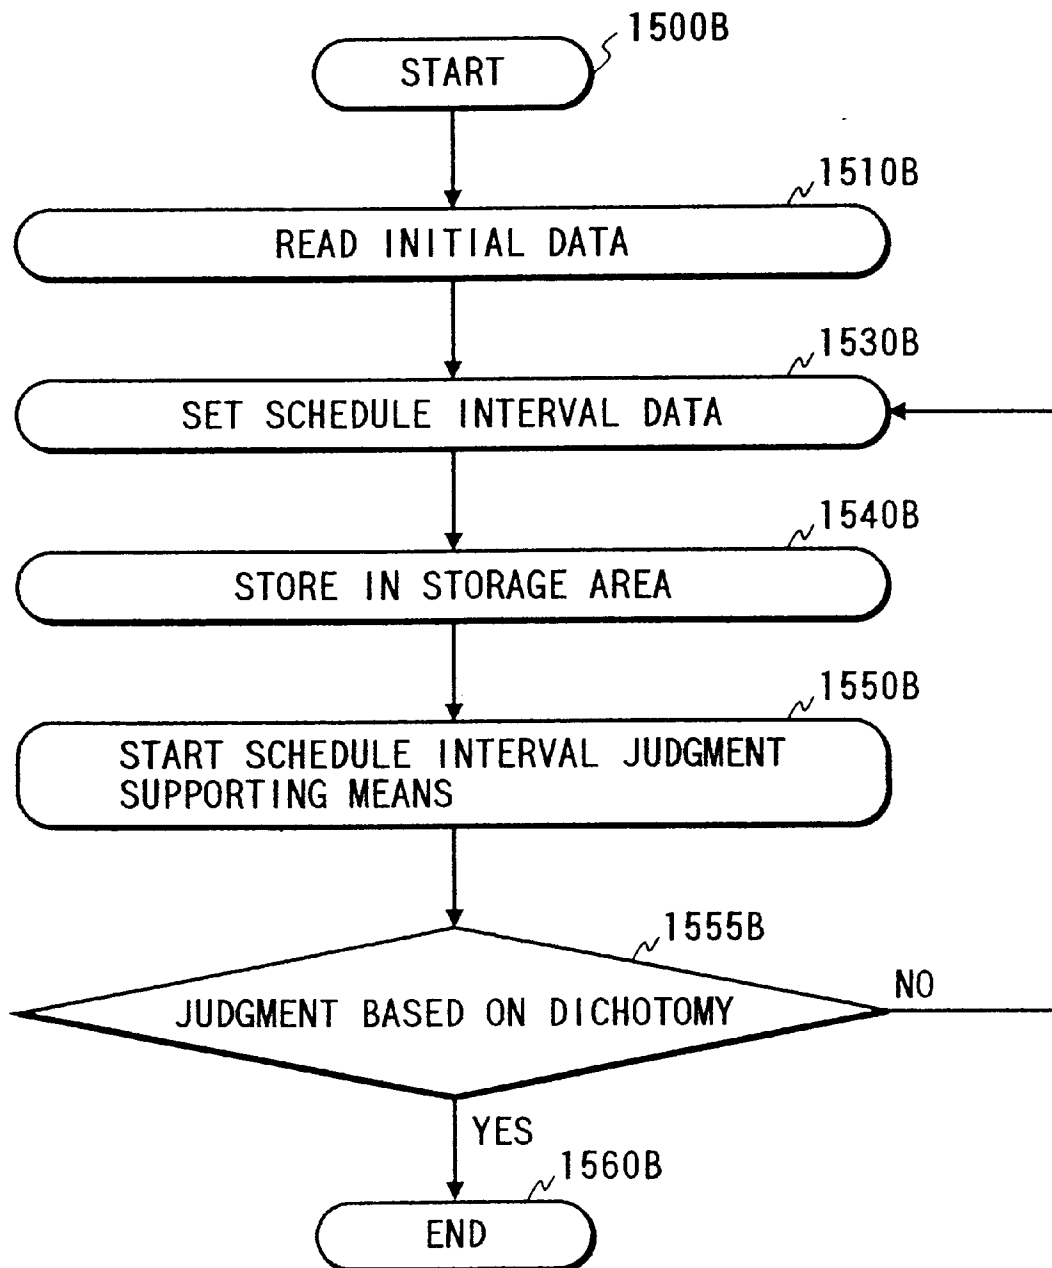 1500B
START
1510B
READ INITIAL DATA
1530B
SET SCHEDULE INTERVAL DATA
1540B
STORE IN STORAGE AREA
1550B
START SCHEDULE INTERVAL JUDGMENT
SUPPORTING MEANS
1555B
JUDGMENT BASED ON DICHOTOMY
NO
YES
1560B
END